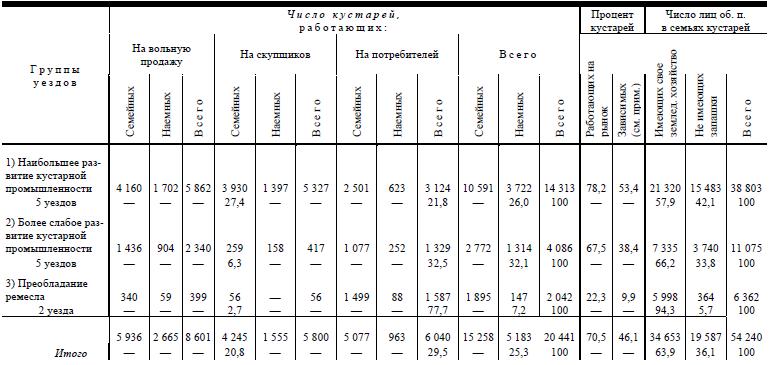 Число кустарей,
работающих:
Процент
кустарей
Число лиц об. п.
в семьях кустарей
Группы
уездов
На вольную
продажу
На скупщиков
На потребителей
Всего
Семейных
Наемных
Всего
Семейных
Наемных
Всего
Семейных
Наемных
Всего
Семейных
Наемных
Всего
Работающих на
рынок
Зависимых
(см. прим.)
Имеющих свое
землед. хозяйство
Не имеющих
запашки
Всего
1) Наибольшее раз-
витие кустарной
промышленности 4 160 1 702 5 862 3 930 1 397 5 327 2 501 623 3 124 10 591 3 722 14 313 78,2 53,4 21 320 15 483 38 803
5 уездов — — — 27,4 — — — — 21,8 — 26,0 100 — — 57,9 42,1 100
2) Более слабое раз-
витие кустарной
промышленности 1 436 904 2 340 259 158 417 1 077 252 1 329 2 772 1 314 4 086 67,5 38,4 7 335 3 740 11 075
5 уездов — — — 6,3 — — — — 32,5 — 32,1 100 — — 66,2 33,8 100
3) Преобладание
ремесла 340 59 399 56 — 56 1 499 88 1 587 1 895 147 2 042 22,3 9,9 5 998 364 6 362
2 уезда — — — 2,7 — — — — 77,7 — 7,2 100 — — 94,3 5,7 100
5 936 2 665 8 601 4 245 1 555 5 800 5 077 963 6 040 15 258 5 183 20 441 70,5 46,1 34 653 19 587 54 240
Итого — — — 20,8 — — — — 29,5 — 25,3 100 — — 63,9 36,1 100